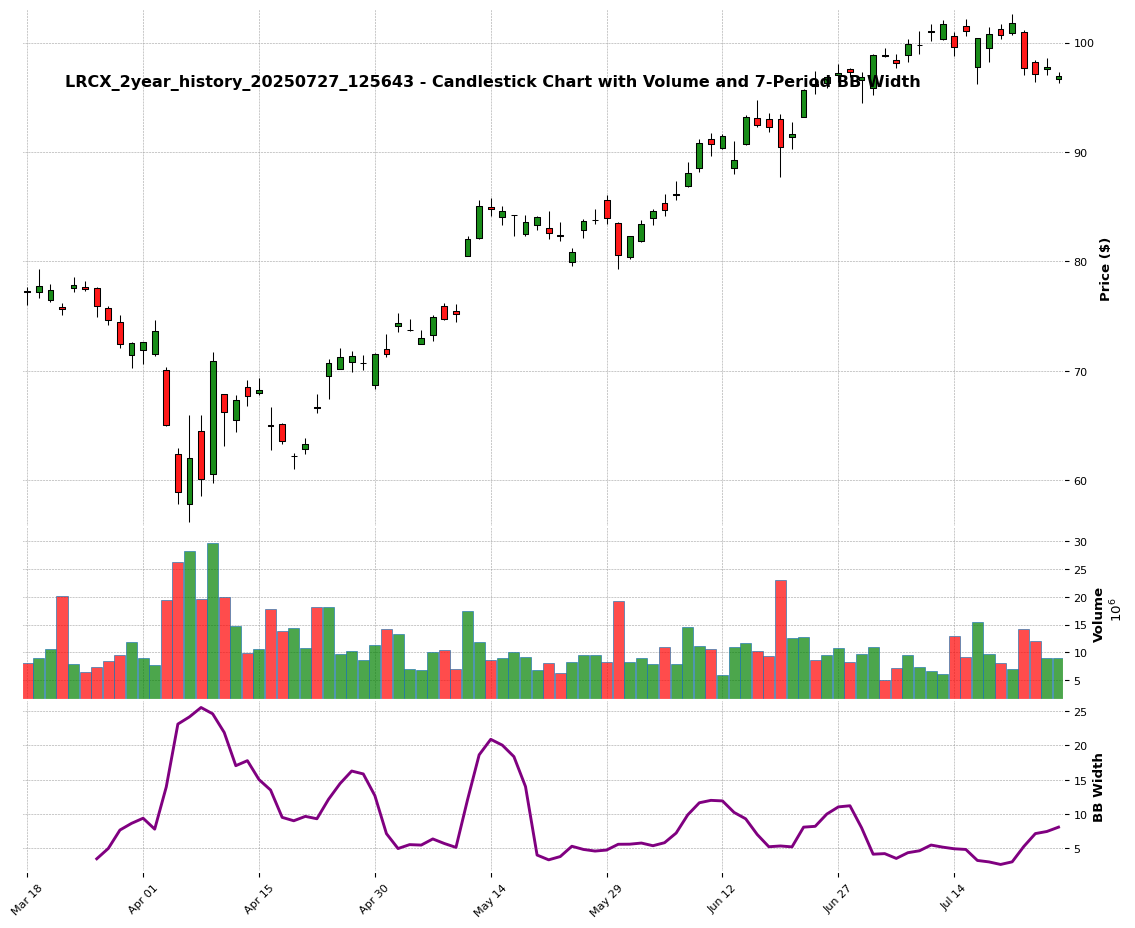 LRCX_2year_history_20250727_125643 - Candlestick Chart with Volume and 7-Period BB Width
100
90
80
70
60
Price ($)
30
25
20
15
10
5
Volume
10^6
25
20
15
10
5
BB Width
Mar 18
Apr 01
Apr 15
Apr 30
May 14
May 29
Jun 12
Jun 27
Jul 14